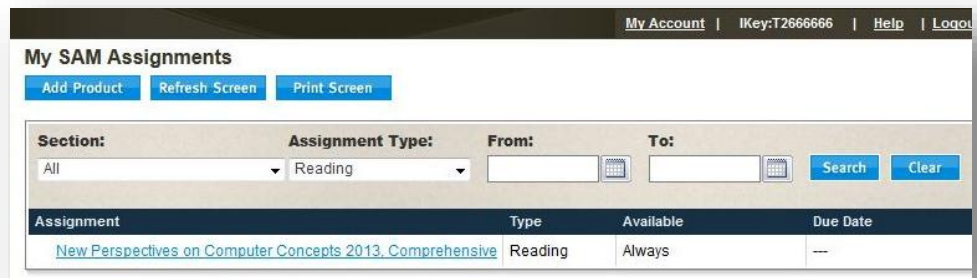 My Account | IKey:T2666666 | Help | Logou
My SAM Assignments
Add Product Refresh Screen Print Screen
Section: Assignment Type: From: To:
All Reading Search Clear
Assignment Type Available Due Date
New Perspectives on Computer Concepts 2013, Comprehensive Reading Always ---